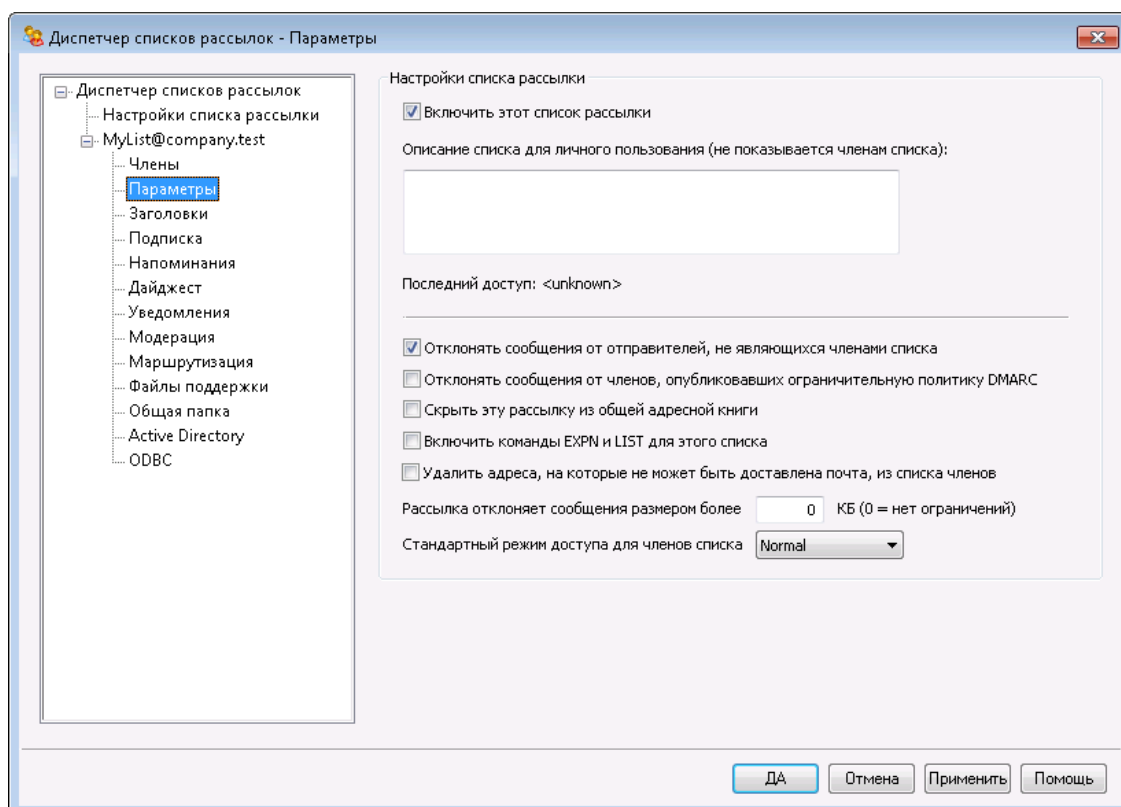 Диспетчер списков рассылок - Параметры
Диспетчер списков рассылок
Настройки списка рассылки
MyList@company.test
Члены
Параметры
Заголовки
Подписка
Напоминания
Дайджест
Уведомления
Модерация
Маршрутизация
Файлы поддержки
Общая папка
Active Directory
ODBC
Настройки списка рассылки
Включить этот список рассылки
Описание списка для личного пользования (не показывается членам списка):
Последний доступ: <unknown>
Отклонять сообщения от отправителей, не являющихся членами списка
Отклонять сообщения от членов, опубликовавших ограничительную политику DMARC
Скрыть эту рассылку из общей адресной книги
Включить команды EXPN и LIST для этого списка
Удалить адреса, на которые не может быть доставлена почта, из списка членов
Рассылка отклоняет сообщения размером более 0 КБ (0 = нет ограничений)
Стандартный режим доступа для членов списка Normal
ДА Отмена Применить Помощь